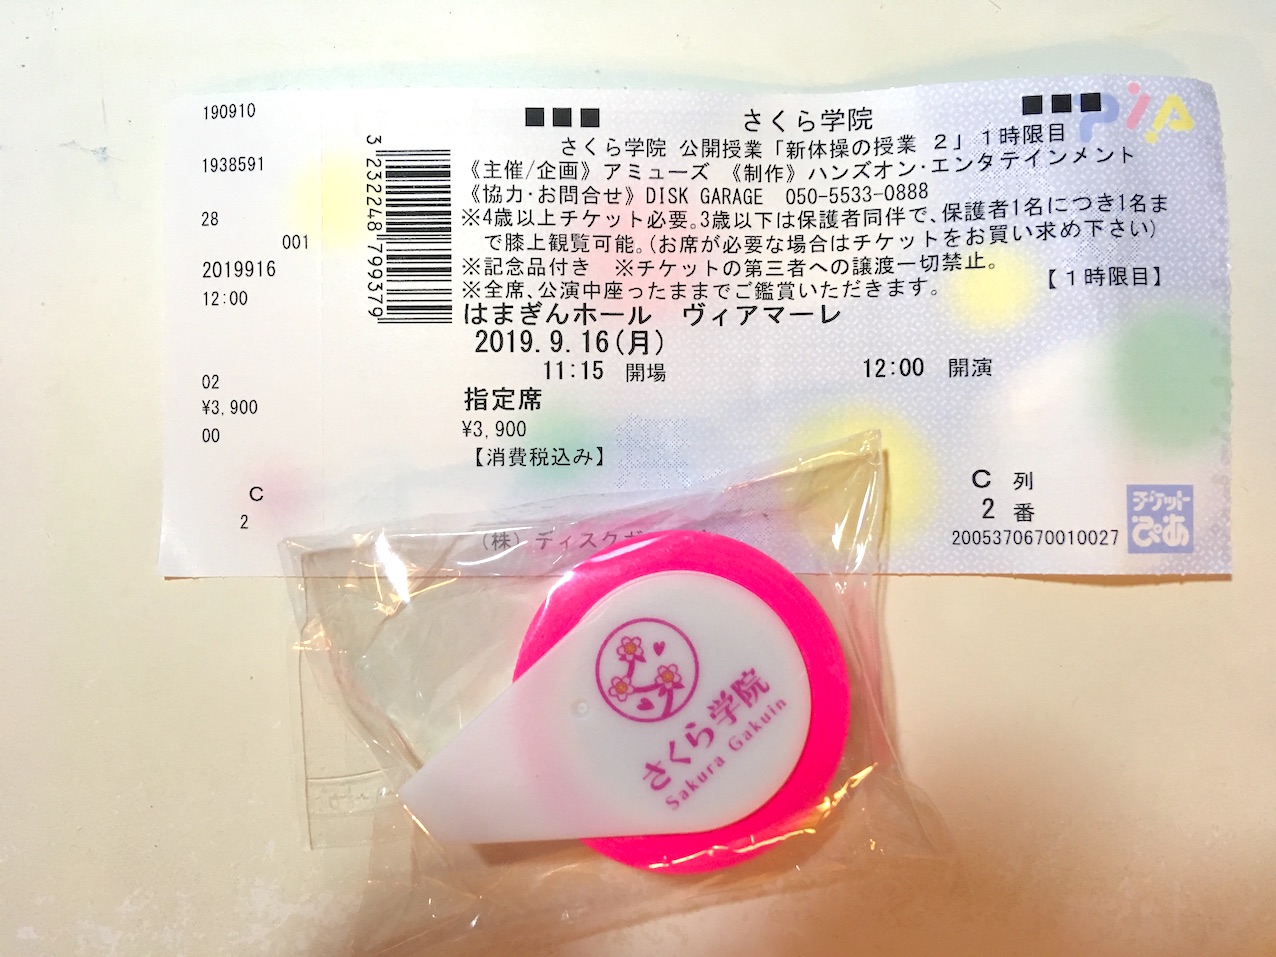 190910
1938591
28
001
2019916
12:00
02
¥3,900
00
C
2
3 232248 799379
■■■ さくら学院 ■■■
PIA
さくら学院 公開授業「新体操の授業 2」1時限目
《主催/企画》アミューズ 《制作》ハンズオン・エンタテインメント
《協力・お問合せ》DISK GARAGE 050-5533-0888
※4歳以上チケット必要。3歳以下は保護者同伴で、保護者1名につき1名ま
で膝上観覧可能。(お席が必要な場合はチケットをお買い求め下さい)
※記念品付き ※チケットの第三者への譲渡一切禁止。
※全席、公演中座ったままでご鑑賞いただきます。 【1時限目】
はまぎんホール ヴィアマーレ
2019.9.16(月)
11:15 開場 12:00 開演
指定席
¥3,900
【消費税込み】
C 列
2 番
2005370670010027
チケット
ぴあ
(株)ディスクガ
さくら学院
Sakura Gakuin